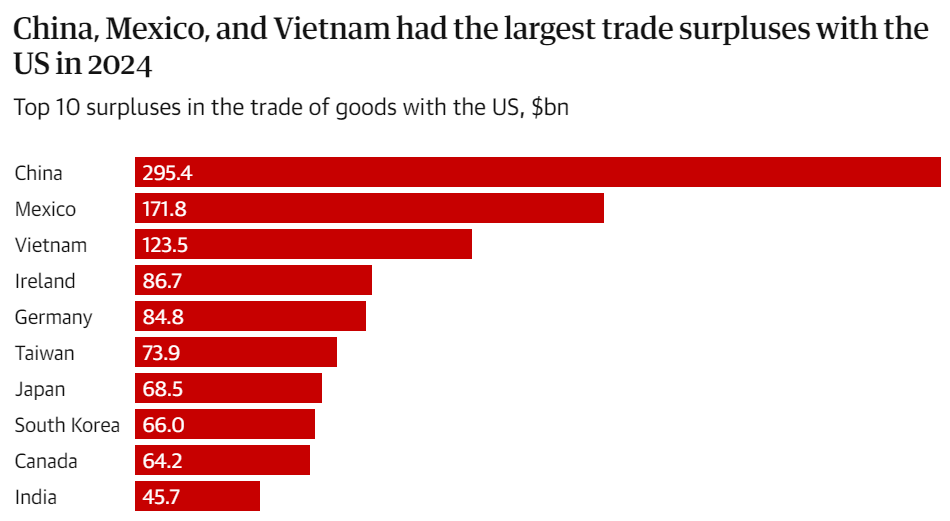 China, Mexico, and Vietnam had the largest trade surpluses with the
US in 2024
Top 10 surpluses in the trade of goods with the US, $bn
China 295.4
Mexico 171.8
Vietnam 123.5
Ireland 86.7
Germany 84.8
Taiwan 73.9
Japan 68.5
South Korea 66.0
Canada 64.2
India 45.7